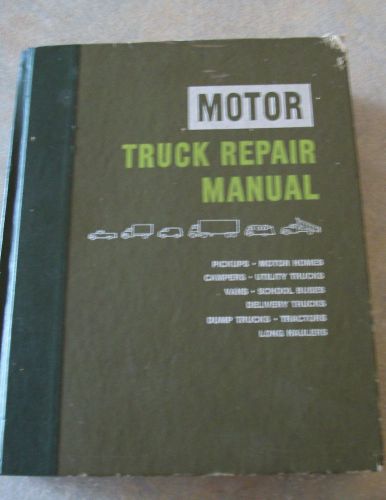 MOTOR
TRUCK REPAIR
MANUAL
PICKUPS - MOTOR HOMES
CAMPERS - UTILITY TRUCKS
VANS - SCHOOL BUSES
DELIVERY TRUCKS
DUMP TRUCKS - TRACTORS
LONG HAULERS